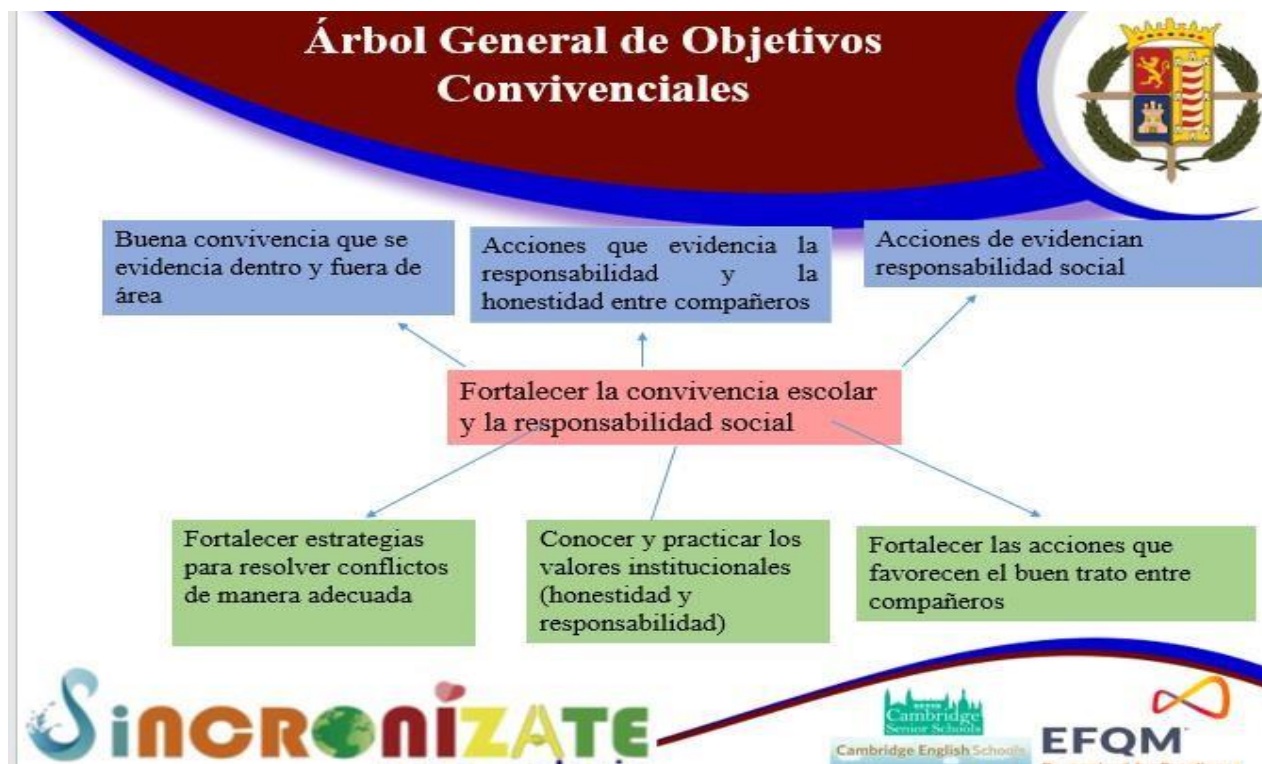 Árbol General de Objetivos
Convivenciales
Buena convivencia que se
evidencia dentro y fuera de
área
Acciones que evidencia la
responsabilidad y la
honestidad entre compañeros
Acciones de evidencian
responsabilidad social
Fortalecer la convivencia escolar
y la responsabilidad social
Fortalecer estrategias
para resolver conflictos
de manera adecuada
Conocer y practicar los
valores institucionales
(honestidad y
responsabilidad)
Fortalecer las acciones que
favorecen el buen trato entre
compañeros
SINCRONÍZATE
Cambridge
Senior Schools
Cambridge English Schools
EFQM